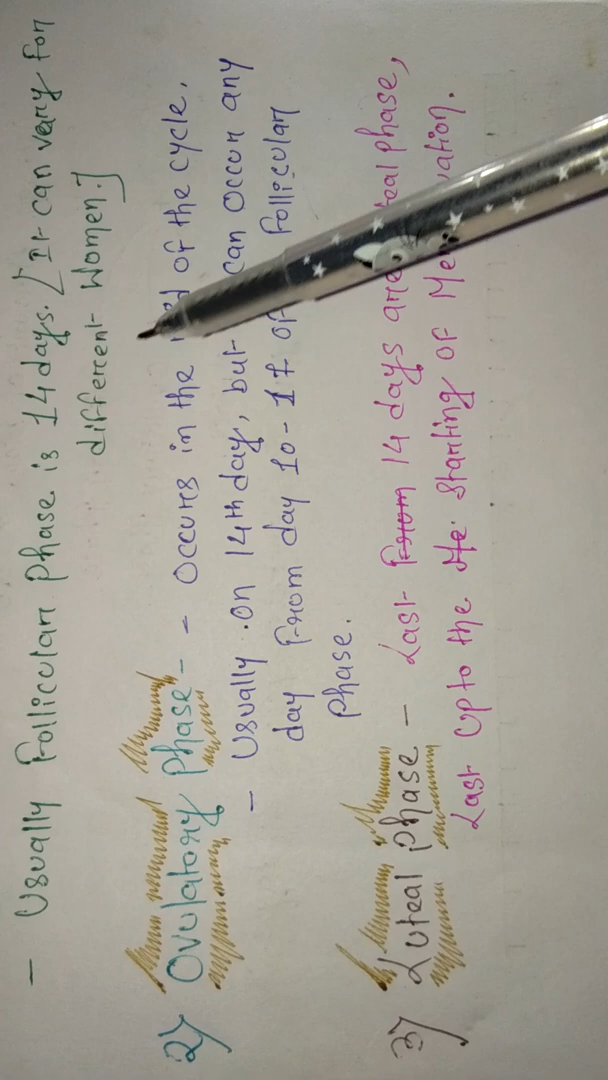 - Usually Follicular Phase is 14 days. [It can vary for
different Women.]
2) Ovulatory Phase - - Occurs in the of the cycle.
- Usually on 14th day, but can occur any
day from day 10-17 of Follicular
Phase.
3) Luteal Phase - Last From 14 days are phase,
Last Upto the He Starting of